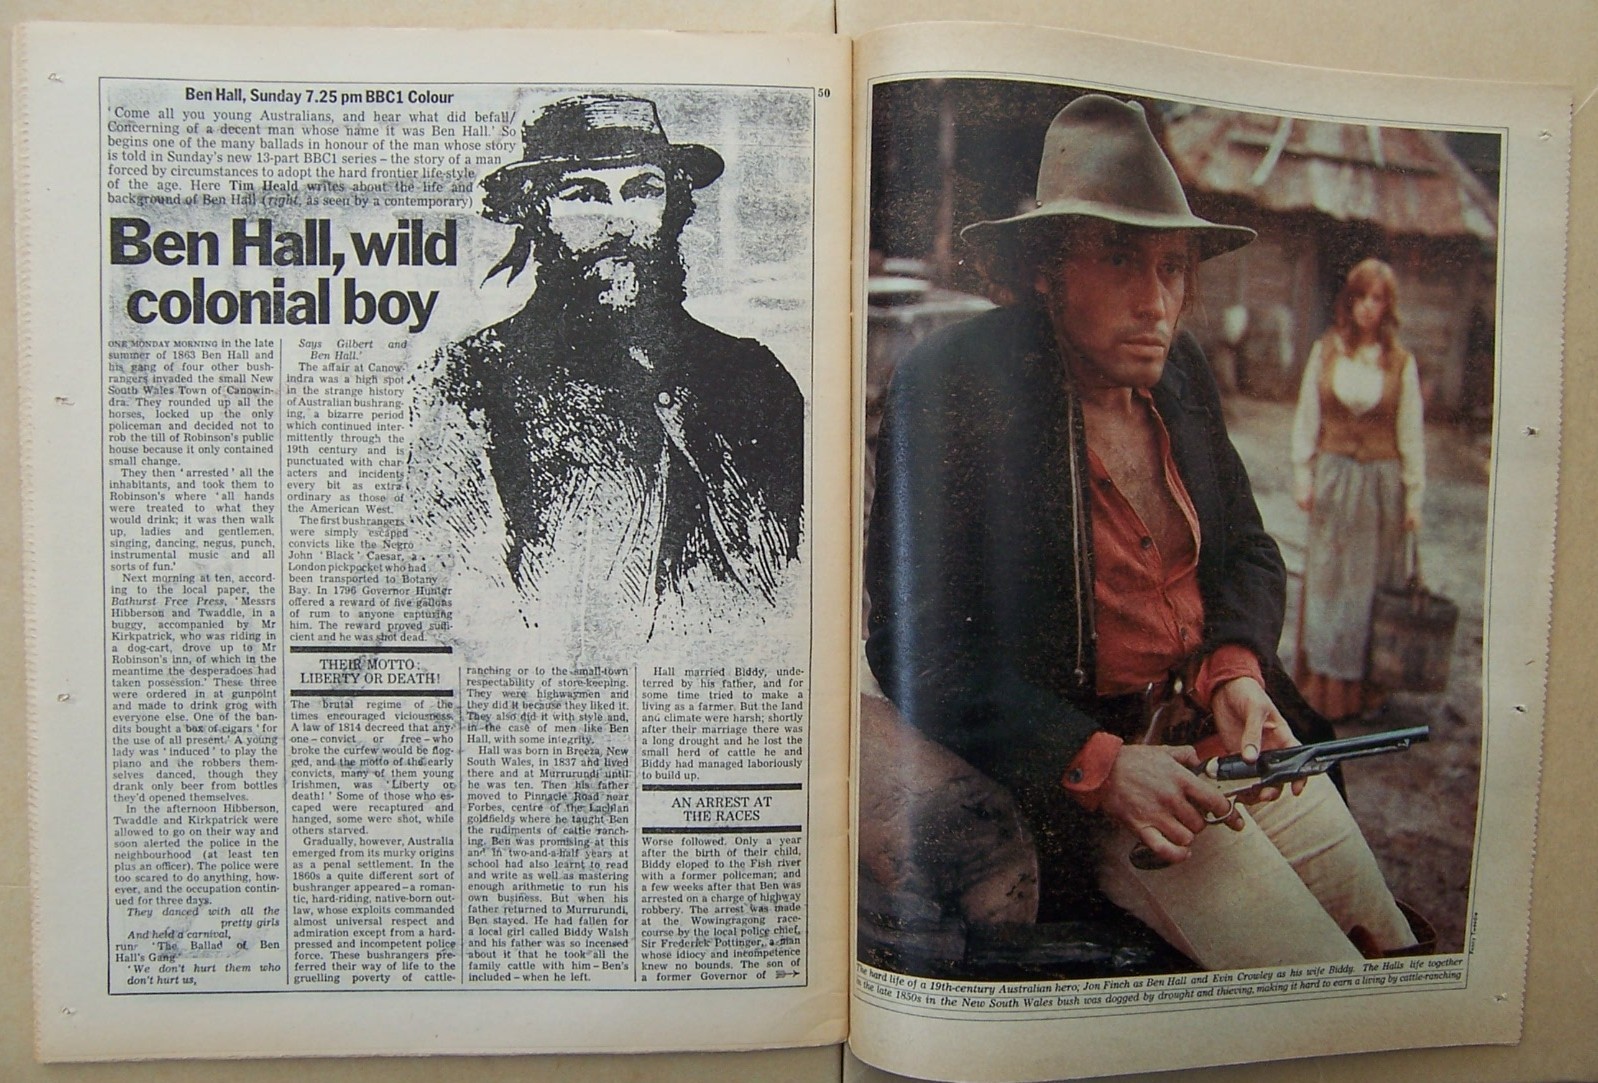 Ben Hall, Sunday 7.25 pm BBC1 Colour
50
'Come all you young Australians, and hear what did befall/
Concerning of a decent man whose name it was Ben Hall.' So
begins one of the many ballads in honour of the man whose story
is told in Sunday's new 13-part BBC1 series – the story of a man
forced by circumstances to adopt the hard frontier life-style
of the age. Here Tim Heald writes about the life and
background of Ben Hall (right, as seen by a contemporary)
Ben Hall, wild
colonial boy
ONE MONDAY MORNING in the late
summer of 1863 Ben Hall and
his gang of four other bush-
rangers invaded the small New
South Wales Town of Canowin-
dra. They rounded up all the
horses, locked up the only
policeman and decided not to
rob the till of Robinson's public
house because it only contained
small change.
They then 'arrested' all the
inhabitants, and took them to
Robinson's where 'all hands
were treated to what they
would drink; it was then walk
up, ladies and gentlemen,
singing, dancing, negus, punch,
instrumental music and all
sorts of fun.'
Next morning at ten, accord-
ing to the local paper, the
Bathurst Free Press, 'Messrs
Hibberson and Twaddle, in a
buggy, accompanied by Mr
Kirkpatrick, who was riding in
a dog-cart, drove up to Mr
Robinson's inn, of which in the
meantime the desperadoes had
taken possession.' These three
were ordered in at gunpoint
and made to drink grog with
everyone else. One of the ban-
dits bought a box of cigars 'for
the use of all present.' A young
lady was 'induced' to play the
piano and the robbers them-
selves danced, though they
drank only beer from bottles
they'd opened themselves.
In the afternoon Hibberson,
Twaddle and Kirkpatrick were
allowed to go on their way and
soon alerted the police in the
neighbourhood (at least ten
plus an officer). The police were
too scared to do anything, how-
ever, and the occupation contin-
ued for three days.
They danced with all the
pretty girls
And held a carnival,
runs 'The Ballad of Ben
Hall's Gang'
'We don't hurt them who
don't hurt us,
Says Gilbert and
Ben Hall.'
The affair at Canow-
indra was a high spot
in the strange history
of Australian bushrang-
ing, a bizarre period
which continued inter-
mittently through the
19th century and is
punctuated with char-
acters and incidents
every bit as extra-
ordinary as those of
the American West.
The first bushrangers
were simply escaped
convicts like the Negro
John 'Black' Caesar, a
London pickpocket who had
been transported to Botany
Bay. In 1796 Governor Hunter
offered a reward of five gallons
of rum to anyone capturing
him. The reward proved suffi-
cient and he was shot dead.
THEIR MOTTO:
LIBERTY OR DEATH!
The brutal regime of the
times encouraged viciousness.
A law of 1814 decreed that any-
one – convict or free – who
broke the curfew would be flog-
ged, and the motto of the early
convicts, many of them young
Irishmen, was 'Liberty or
death!' Some of those who es-
caped were recaptured and
hanged, some were shot, while
others starved.
Gradually, however, Australia
emerged from its murky origins
as a penal settlement. In the
1860s a quite different sort of
bushranger appeared – a roman-
tic, hard-riding, native-born out-
law, whose exploits commanded
almost universal respect and
admiration except from a hard-
pressed and incompetent police
force. These bushrangers pre-
ferred their way of life to the
gruelling poverty of cattle-
ranching or to the small-town
respectability of store-keeping.
They were highwaymen and
they did it because they liked it.
They also did it with style and,
in the case of men like Ben
Hall, with some integrity.
Hall was born in Breeza, New
South Wales, in 1837 and lived
there and at Murrurundi until
he was ten. Then his father
moved to Pinnacle Road near
Forbes, centre of the Lachlan
goldfields where he taught Ben
the rudiments of cattle ranch-
ing. Ben was promising at this
and in two-and-a-half years at
school had also learnt to read
and write as well as mastering
enough arithmetic to run his
own business. But when his
father returned to Murrurundi,
Ben stayed. He had fallen for
a local girl called Biddy Walsh
and his father was so incensed
about it that he took all the
family cattle with him – Ben's
included – when he left.
Hall married Biddy, unde-
terred by his father, and for
some time tried to make a
living as a farmer. But the land
and climate were harsh; shortly
after their marriage there was
a long drought and he lost the
small herd of cattle he and
Biddy had managed laboriously
to build up.
AN ARREST AT
THE RACES
Worse followed. Only a year
after the birth of their child,
Biddy eloped to the Fish river
with a former policeman; and
a few weeks after that Ben was
arrested on a charge of highway
robbery. The arrest was made
at the Wowingragong race-
course by the local police chief,
Sir Frederick Pottinger, a man
whose idiocy and incompetence
knew no bounds. The son of
a former Governor of
The hard life of a 19th-century Australian hero; Jon Finch as Ben Hall and Evin Crowley as his wife Biddy. The Halls life together
in the late 1850s in the New South Wales bush was dogged by drought and thieving, making it hard to earn a living by cattle-ranching